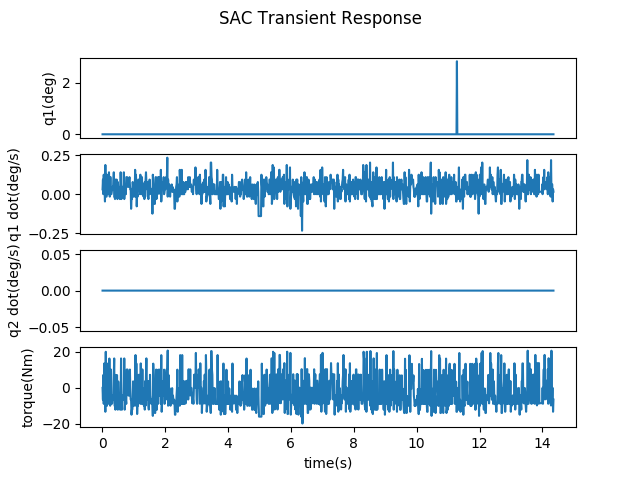 SAC Transient Response
q1(deg)
2
0
q1 dot(deg/s)
0.25
0.00
−0.25
q2 dot(deg/s)
0.05
0.00
−0.05
torque(Nm)
20
0
−20
0 2 4 6 8 10 12 14
time(s)